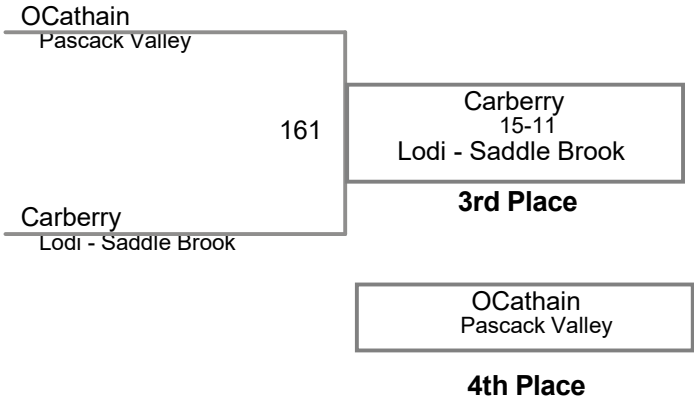 OCathain
Pascack Valley
161
Carberry
15-11
Lodi - Saddle Brook
3rd Place
Carberry
Lodi - Saddle Brook
OCathain
Pascack Valley
4th Place